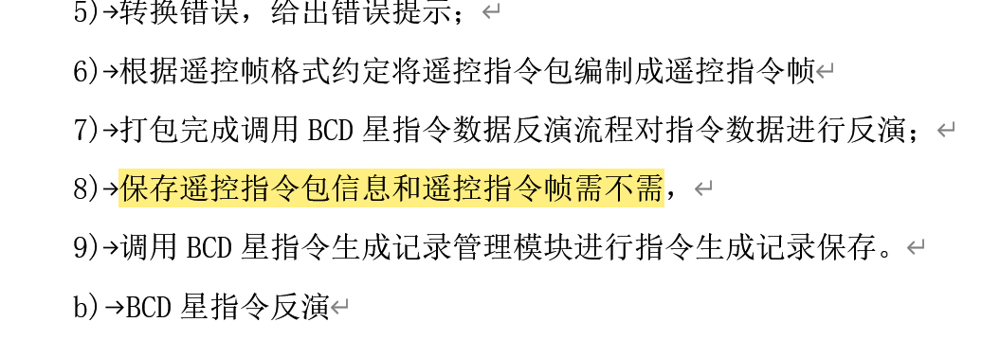 5)→转换错误，给出错误提示；↵
6)→根据遥控帧格式约定将遥控指令包编制成遥控指令帧↵
7)→打包完成调用 BCD 星指令数据反演流程对指令数据进行反演；↵
8)→保存遥控指令包信息和遥控指令帧需不需，↵
9)→调用 BCD 星指令生成记录管理模块进行指令生成记录保存。↵
b)→BCD 星指令反演↵